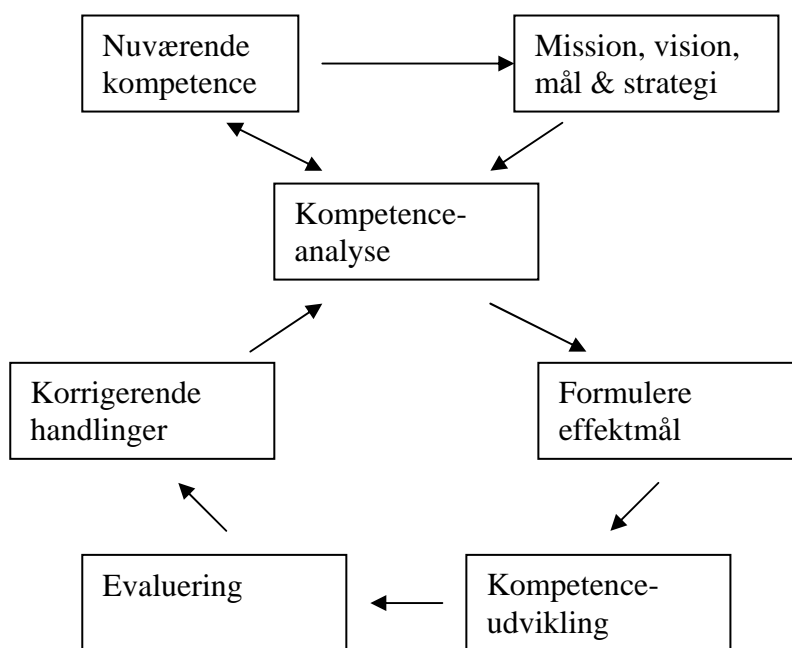 Nuværende
kompetence
Mission, vision,
mål & strategi
Kompetence-
analyse
Korrigerende
handlinger
Formulere
effektmål
Evaluering
Kompetence-
udvikling